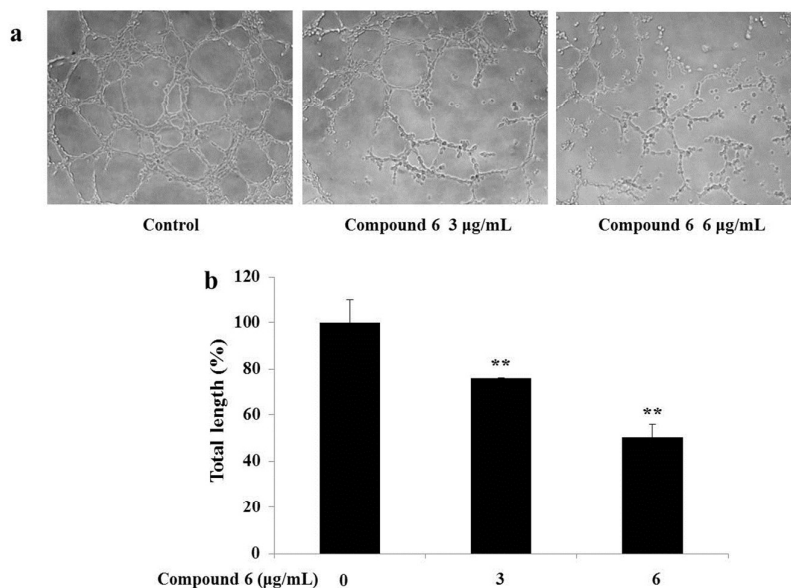 a
Control
Compound 6 3 µg/mL
Compound 6 6 µg/mL
b
120
100
80
60
40
20
0
Total length (%)
**
**
Compound 6 (µg/mL) 0 3 6